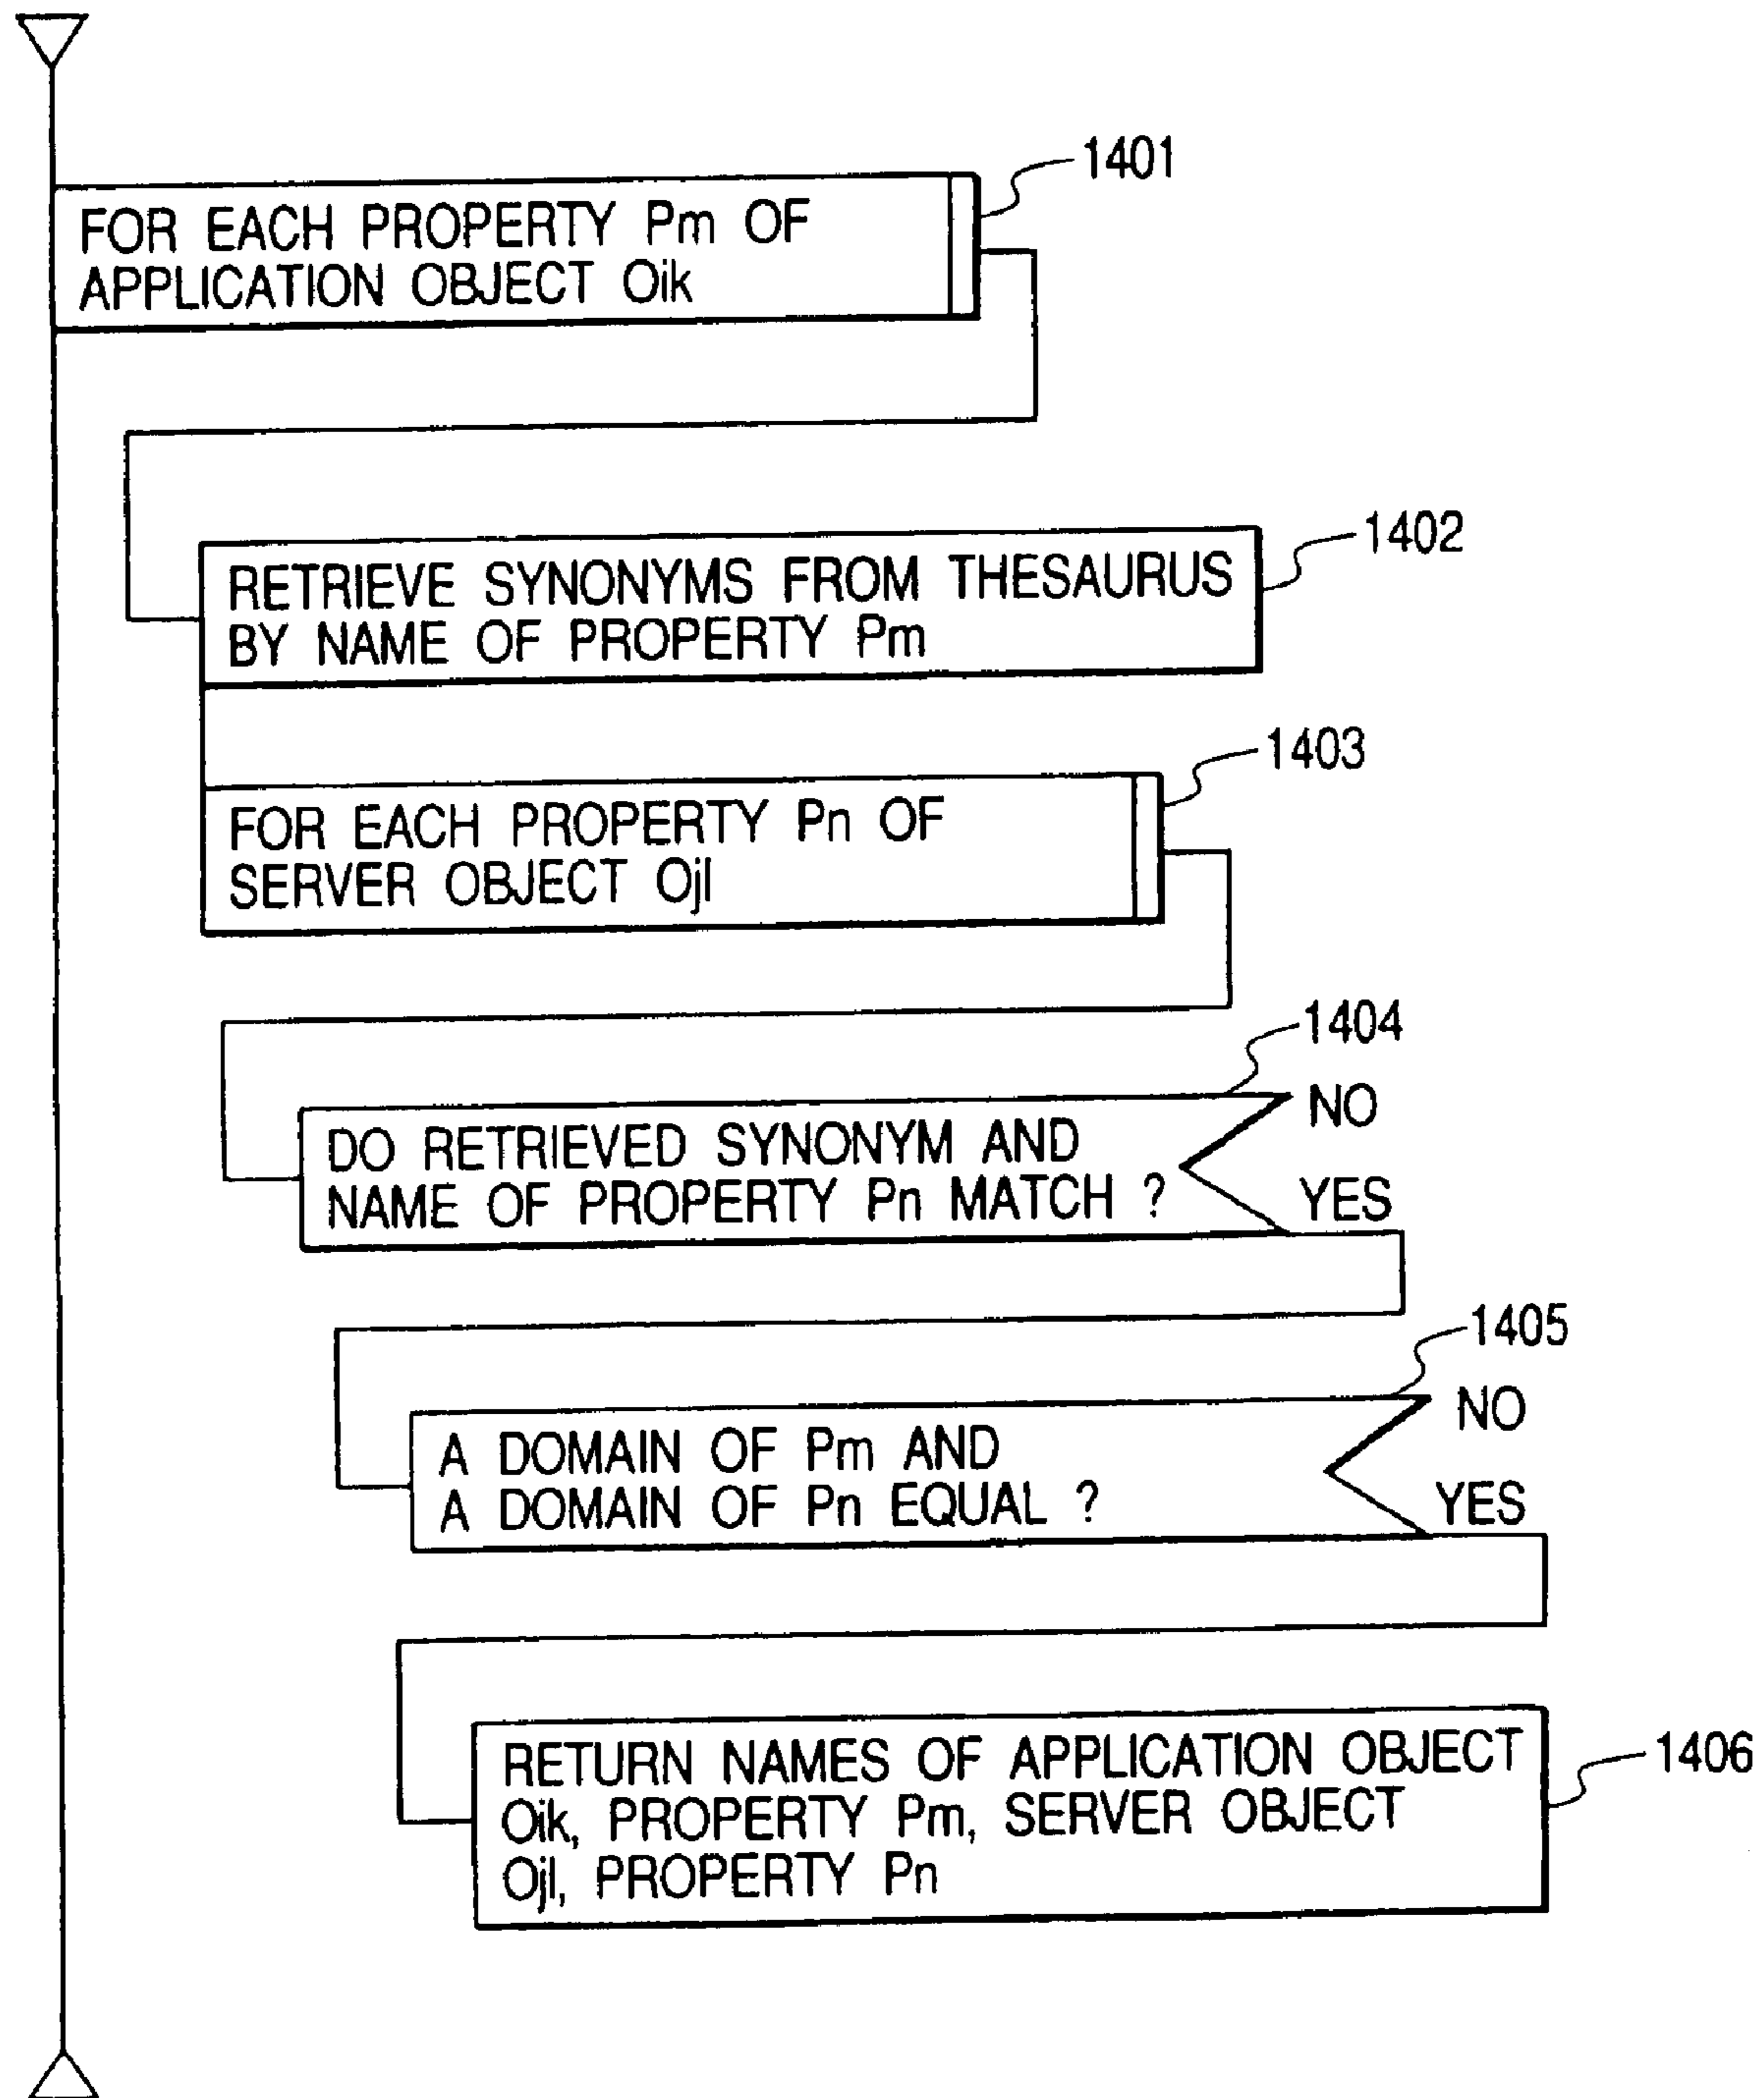 1401
FOR EACH PROPERTY Pm OF
APPLICATION OBJECT Oik
1402
RETRIEVE SYNONYMS FROM THESAURUS
BY NAME OF PROPERTY Pm
1403
FOR EACH PROPERTY Pn OF
SERVER OBJECT Ojl
1404
NO
DO RETRIEVED SYNONYM AND
NAME OF PROPERTY Pn MATCH ?
YES
1405
NO
A DOMAIN OF Pm AND
A DOMAIN OF Pn EQUAL ?
YES
1406
RETURN NAMES OF APPLICATION OBJECT
Oik, PROPERTY Pm, SERVER OBJECT
Ojl, PROPERTY Pn